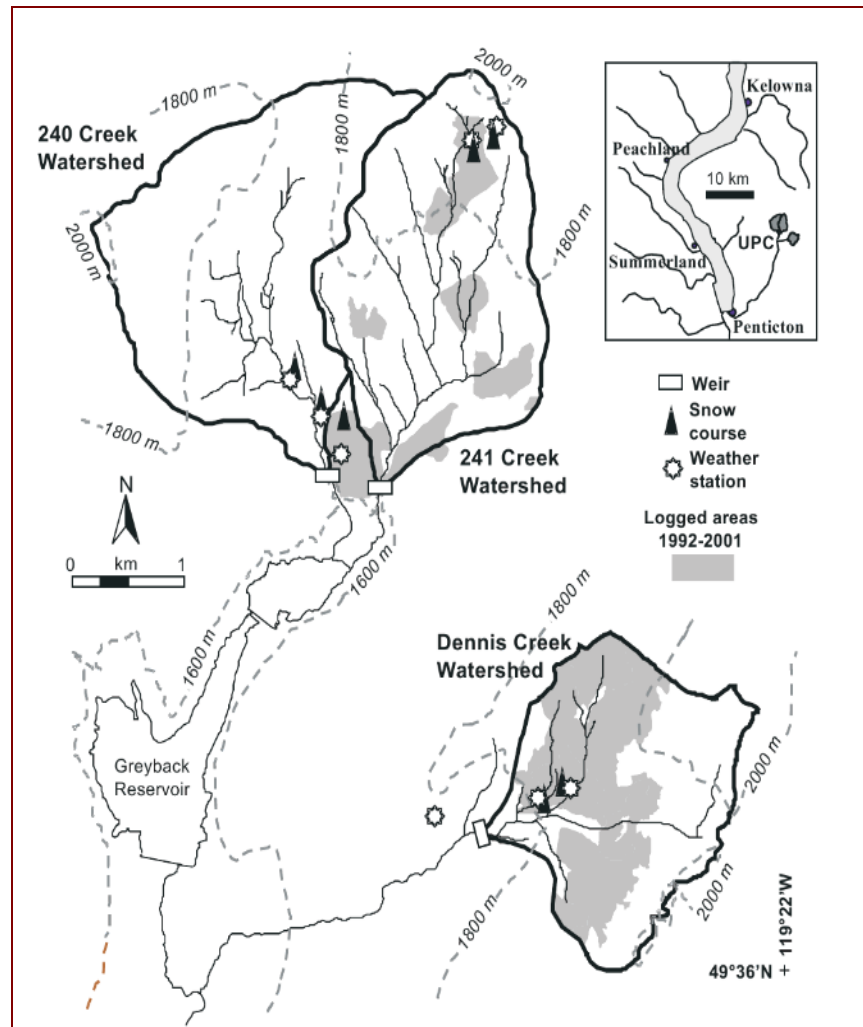 2000 m
1800 m
1800 m
240 Creek
Watershed
2000 m
1800 m
1800 m
241 Creek
Watershed
N
0 km 1
1600 m
1600 m
Kelowna
Peachland
10 km
UPC
Summerland
Penticton
Weir
Snow
course
Weather
station
Logged areas
1992-2001
1800 m
Dennis Creek
Watershed
Greyback
Reservoir
2000 m
2000 m
1800 m
119°22'W
49°36'N +